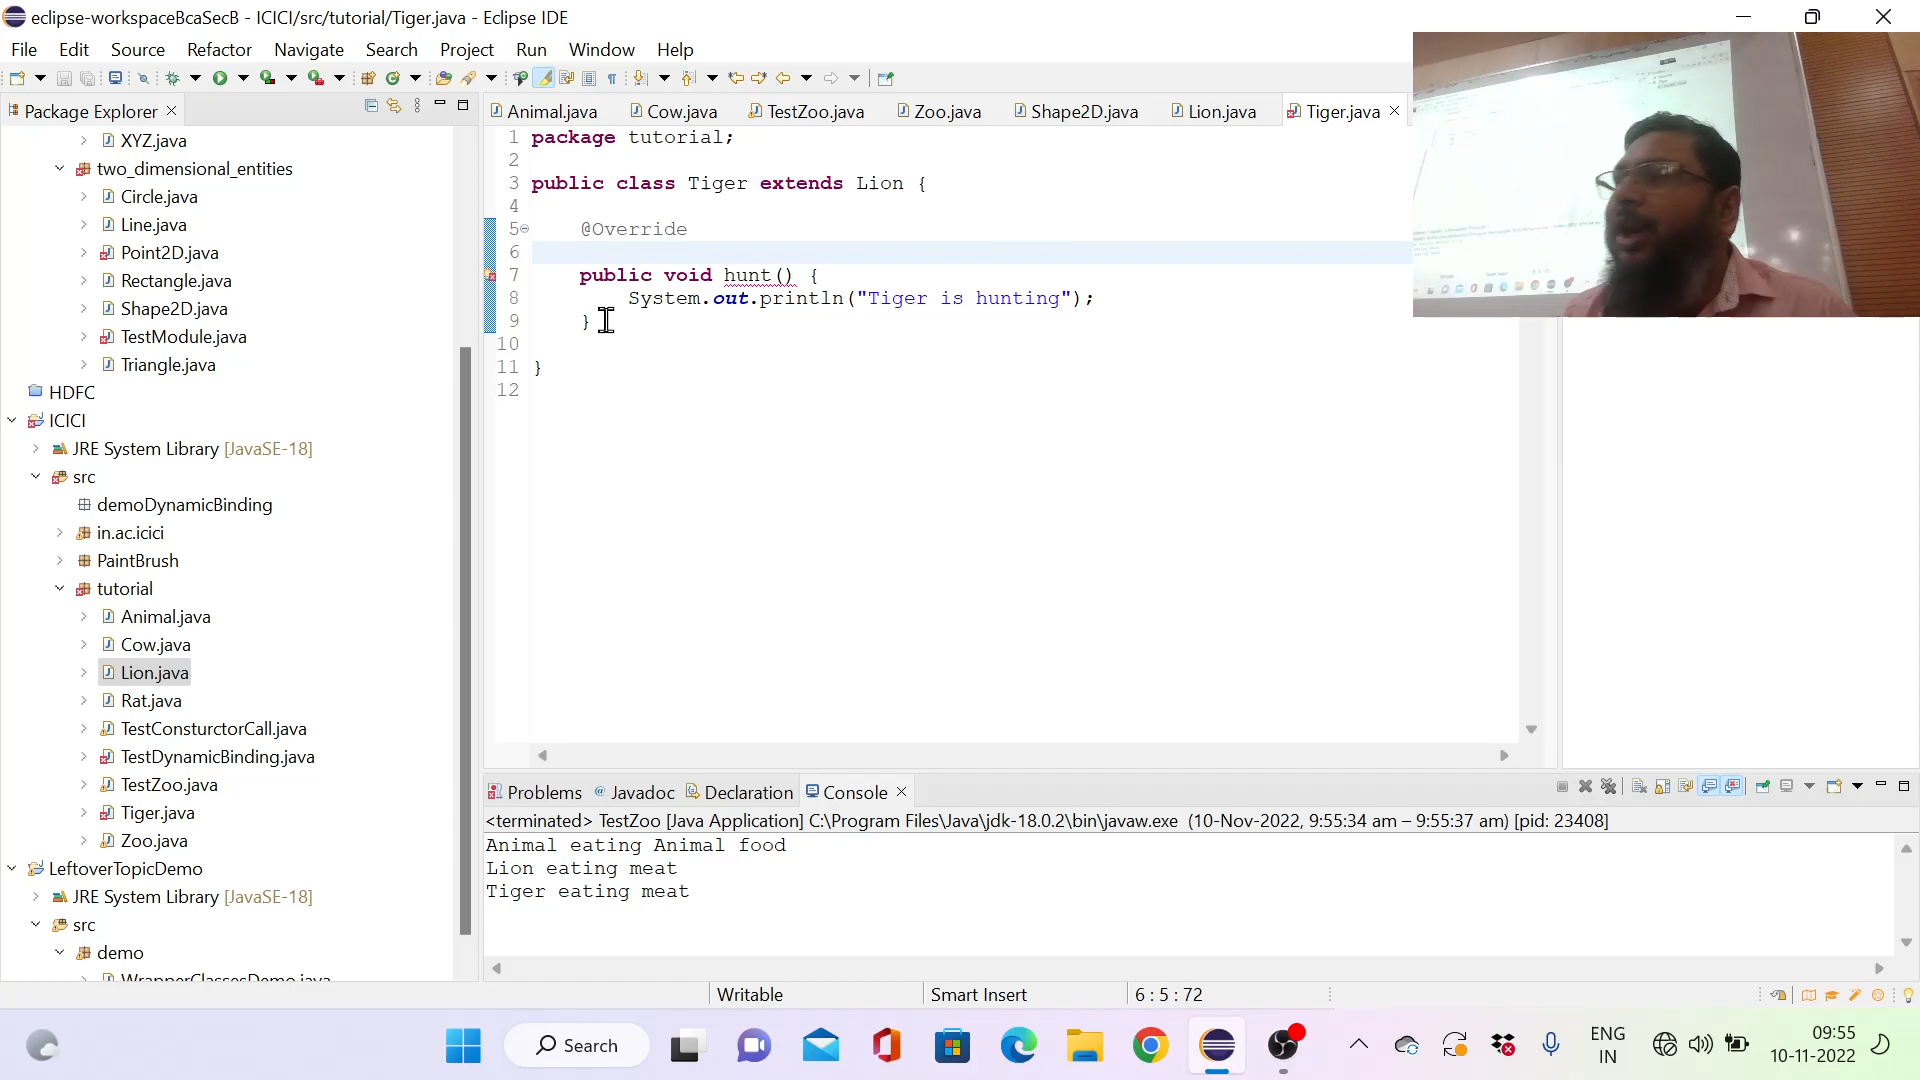 eclipse-workspaceBcaSecB - ICICI/src/tutorial/Tiger.java - Eclipse IDE
File Edit Source Refactor Navigate Search Project Run Window Help
Package Explorer
XYZ.java
two_dimensional_entities
Circle.java
Line.java
Point2D.java
Rectangle.java
Shape2D.java
TestModule.java
Triangle.java
HDFC
ICICI
JRE System Library [JavaSE-18]
src
demoDynamicBinding
in.ac.icici
PaintBrush
tutorial
Animal.java
Cow.java
Lion.java
Rat.java
TestConsturctorCall.java
TestDynamicBinding.java
TestZoo.java
Tiger.java
Zoo.java
LeftoverTopicDemo
JRE System Library [JavaSE-18]
src
demo
WrapperClassesDemo.java
Animal.java Cow.java TestZoo.java Zoo.java Shape2D.java Lion.java Tiger.java
1 package tutorial;
2
3 public class Tiger extends Lion {
4
5 @Override
6
7 public void hunt() {
8 System.out.println("Tiger is hunting");
9 }
10
11 }
12
Problems Javadoc Declaration Console
<terminated> TestZoo [Java Application] C:\Program Files\Java\jdk-18.0.2\bin\javaw.exe (10-Nov-2022, 9:55:34 am – 9:55:37 am) [pid: 23408]
Animal eating Animal food
Lion eating meat
Tiger eating meat
Writable Smart Insert 6 : 5 : 72
Search
ENG
IN
09:55
10-11-2022